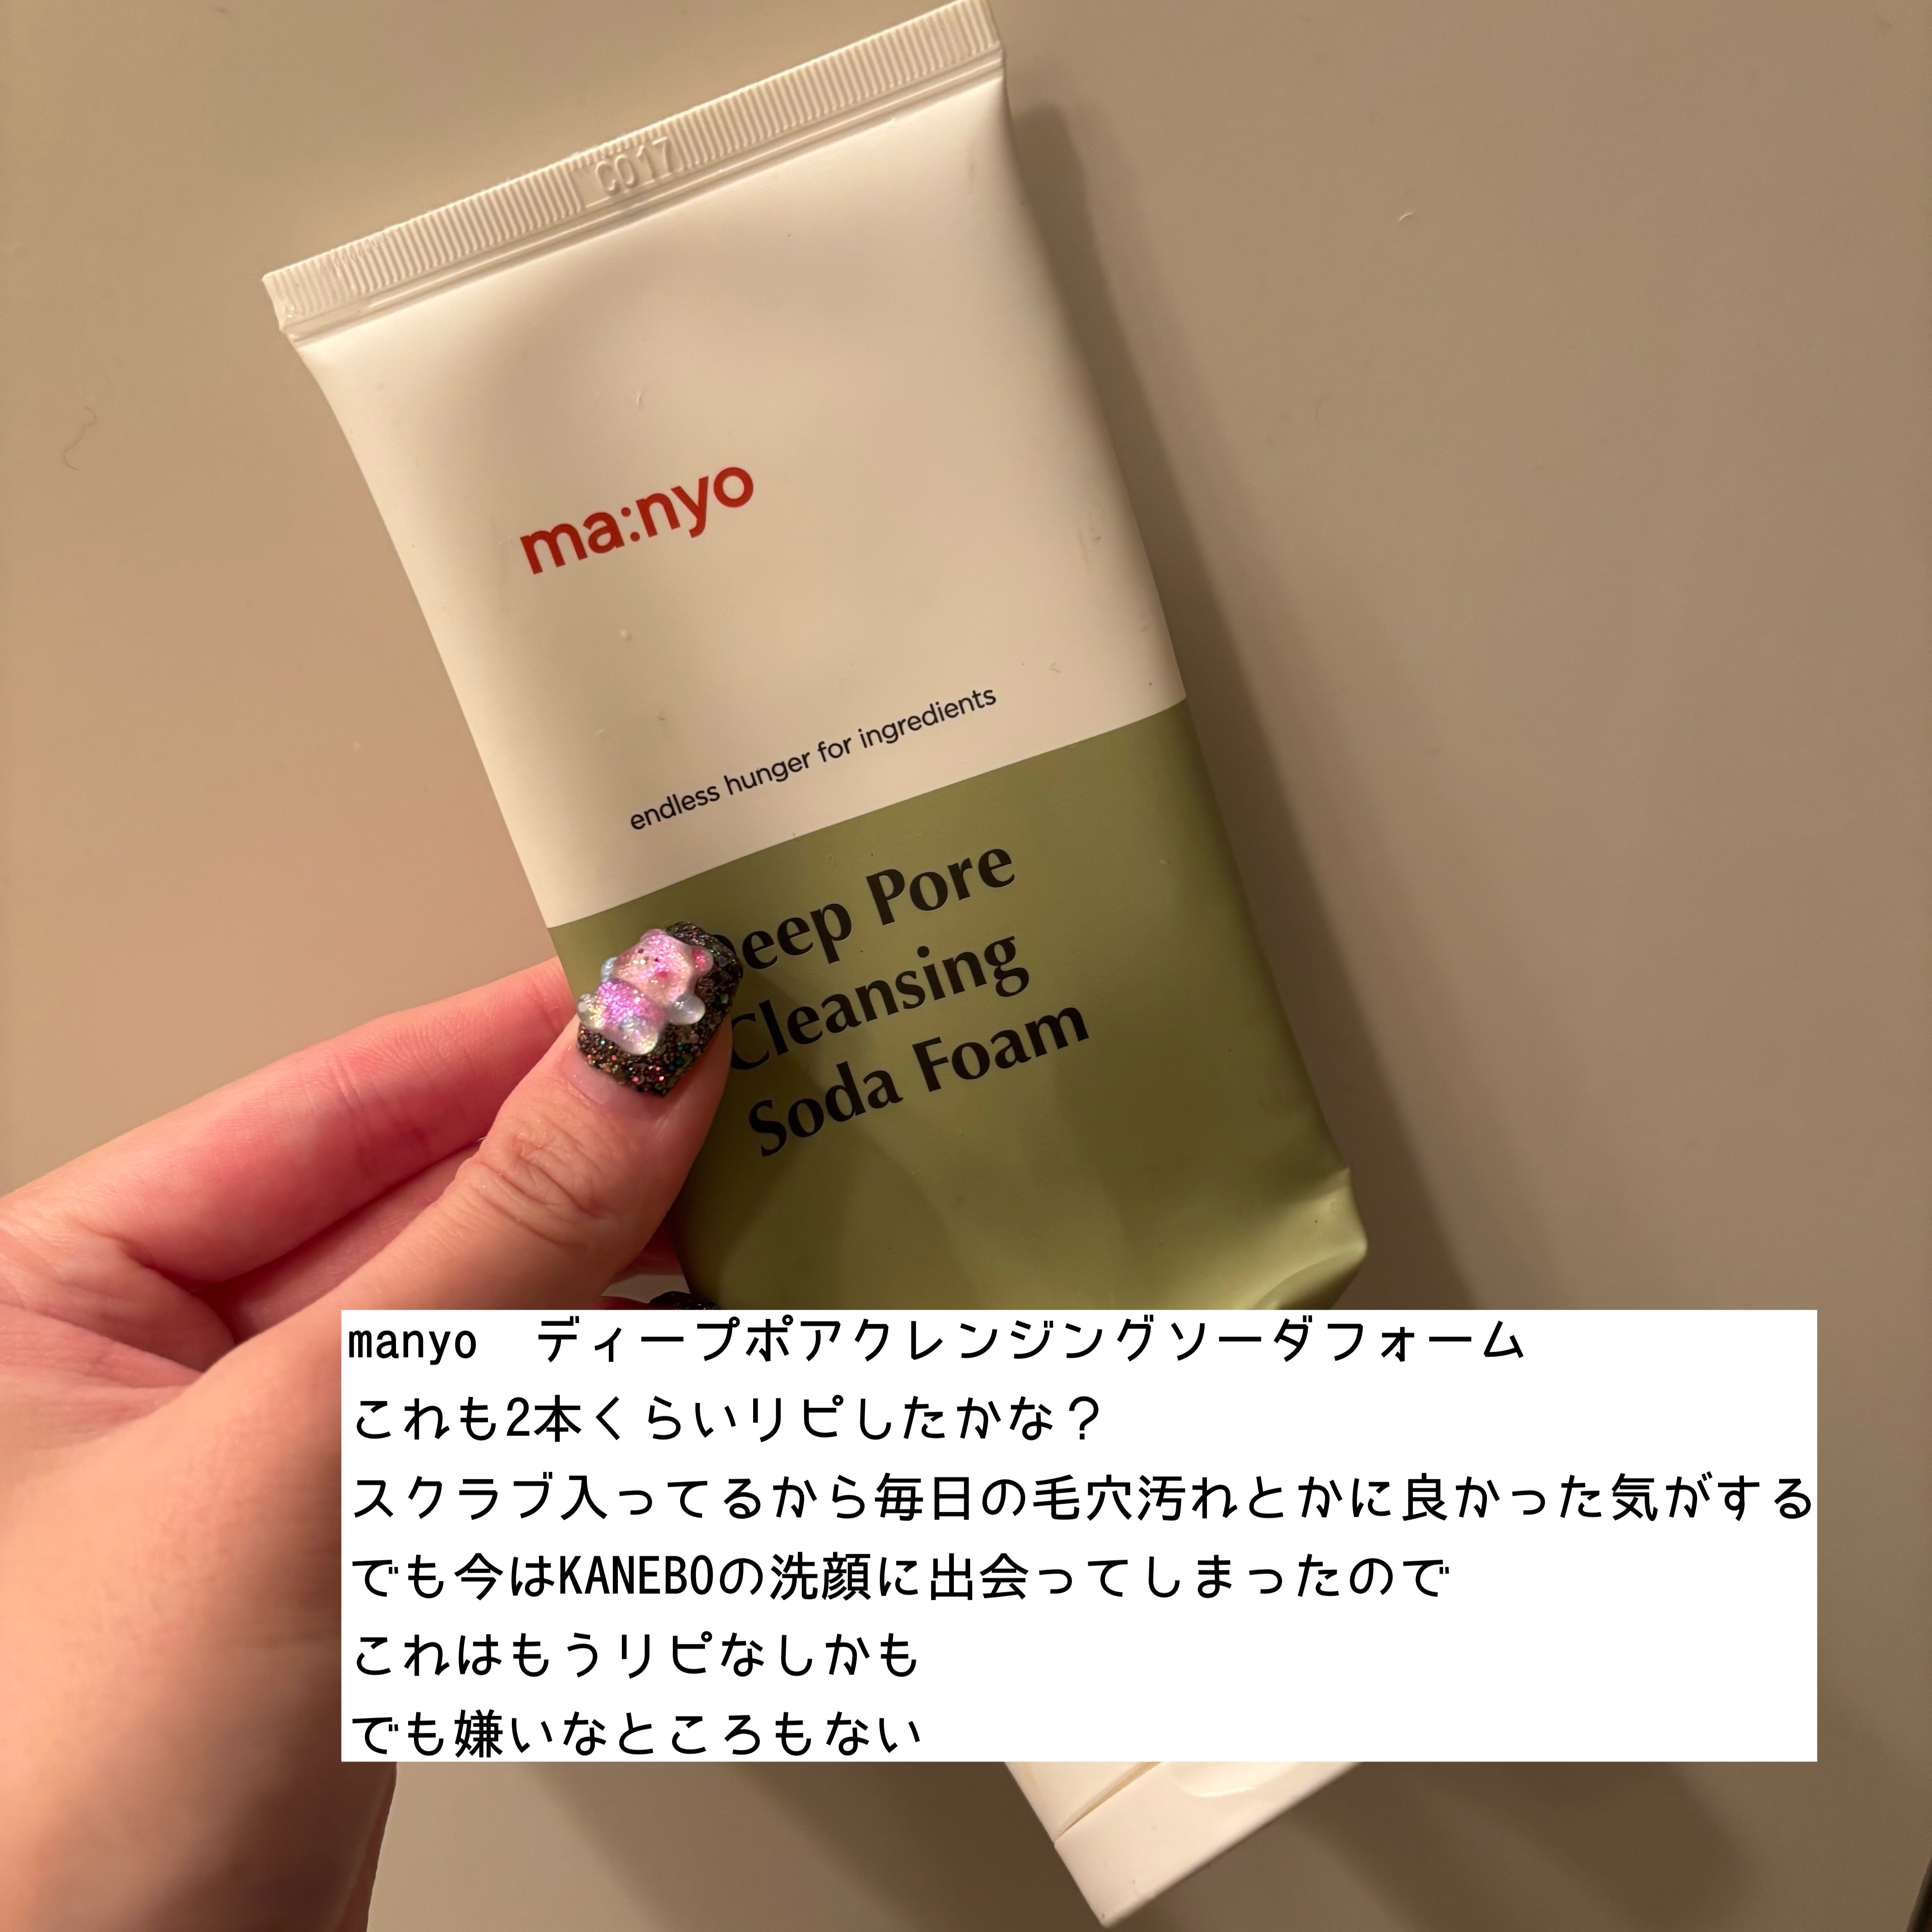 C017
ma:nyo
endless hunger for ingredients
Deep Pore
Cleansing
Soda Foam
manyo　ディープポアクレンジングソーダフォーム
これも2本くらいリピしたかな？
スクラブ入ってるから毎日の毛穴汚れとかに良かった気がする
でも今はKANEBOの洗顔に出会ってしまったので
これはもうリピなしかも
でも嫌いなところもない